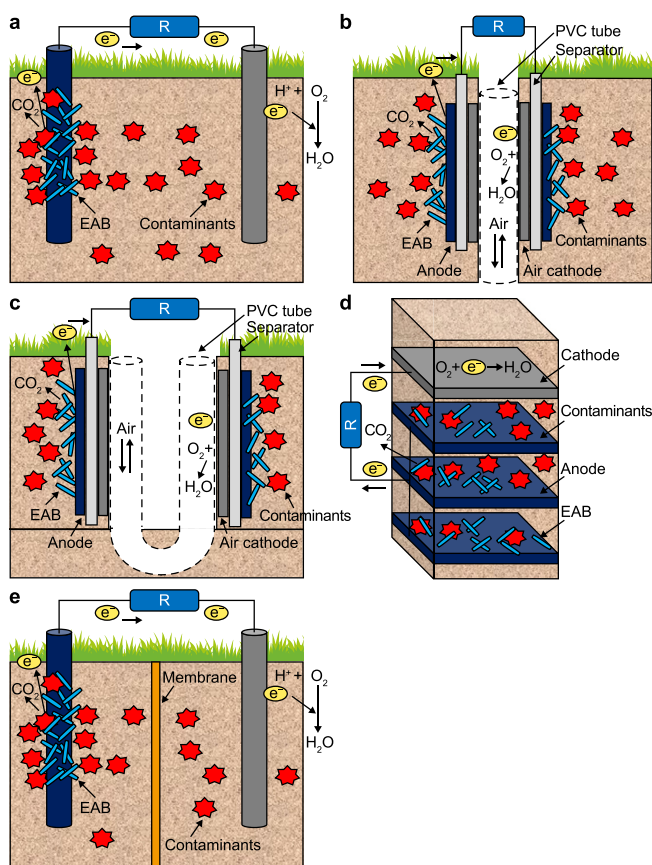 a
R
e⁻
e⁻
e⁻
CO₂
H⁺ + O₂
e⁻
H₂O
EAB
Contaminants
b
R
PVC tube
Separator
e⁻
CO₂
e⁻
O₂+
H₂O
Air
EAB
Contaminants
Anode
Air cathode
c
R
PVC tube
Separator
e⁻
CO₂
Air
e⁻
O₂+
H₂O
EAB
Contaminants
Anode
Air cathode
d
O₂+ e⁻ H₂O
Cathode
e⁻
Contaminants
R
CO₂
Anode
e⁻
EAB
e
R
e⁻
e⁻
e⁻
CO₂
Membrane
H⁺ + O₂
e⁻
H₂O
EAB
Contaminants